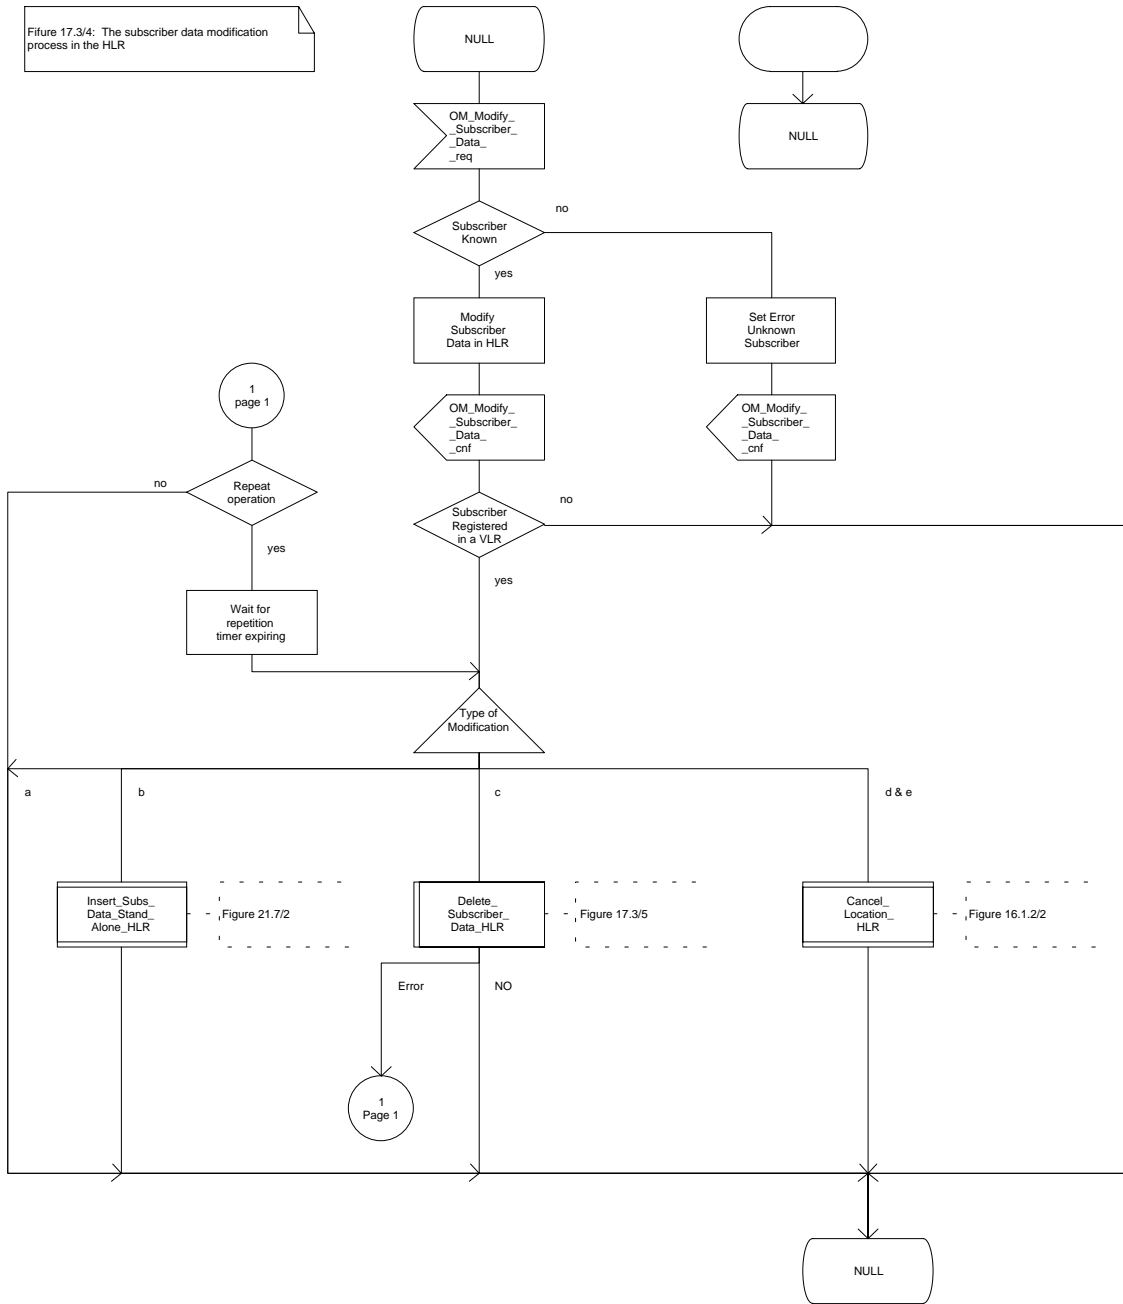 Fifure 17.3/4: The subscriber data modification
process in the HLR
NULL
OM_Modify_
_Subscriber_
_Data_
_req
NULL
Subscriber
Known
no
yes
Modify
Subscriber
Data in HLR
Set Error
Unknown
Subscriber
1
page 1
OM_Modify_
_Subscriber_
_Data_
_cnf
OM_Modify_
_Subscriber_
_Data_
_cnf
no
Repeat
operation
yes
Subscriber
Registered
in a VLR
no
yes
Wait for
repetition
timer expiring
Type of
Modification
a
b
c
d & e
Insert_Subs_
Data_Stand_
Alone_HLR
Figure 21.7/2
Delete_
Subscriber_
Data_HLR
Figure 17.3/5
Cancel_
Location_
HLR
Figure 16.1.2/2
Error
NO
1
Page 1
NULL